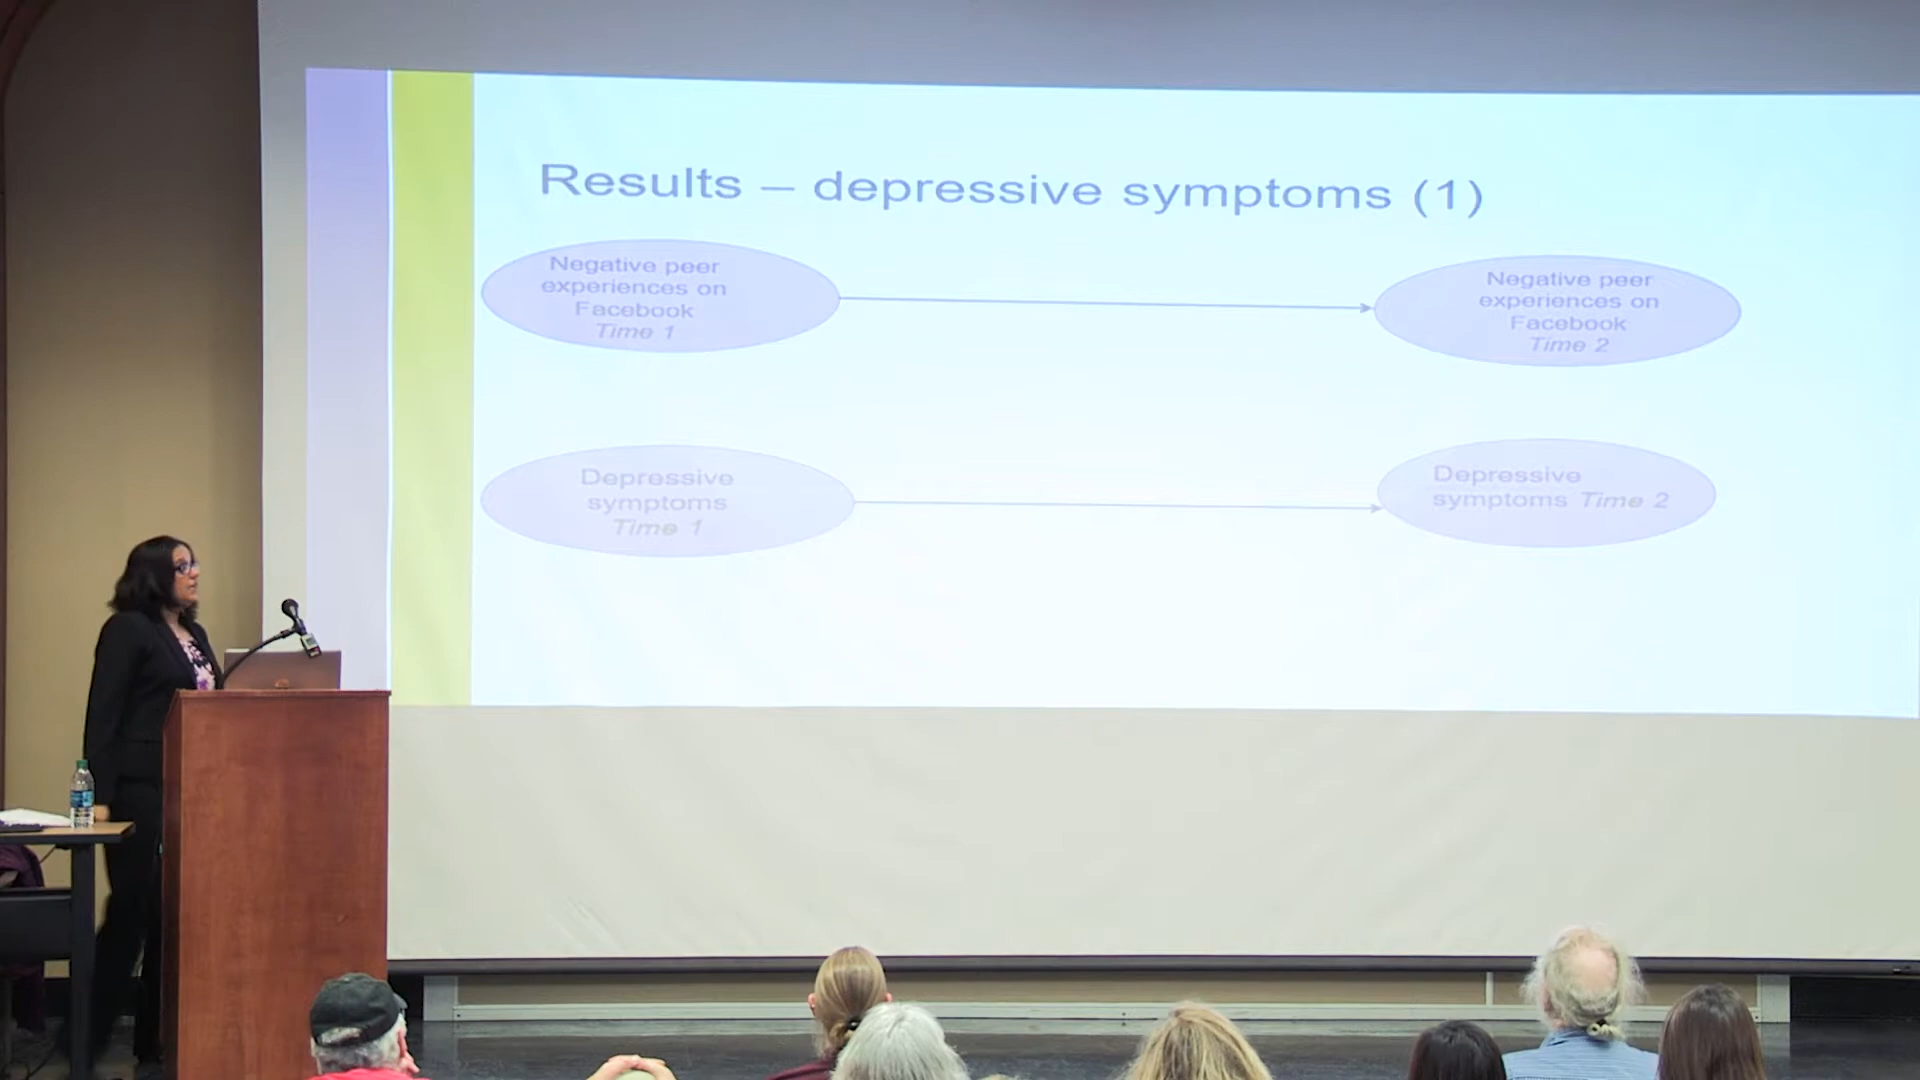 Results – depressive symptoms (1)
Negative peer
experiences on
Facebook
Time 1
Negative peer
experiences on
Facebook
Time 2
Depressive
symptoms
Time 1
Depressive
symptoms Time 2